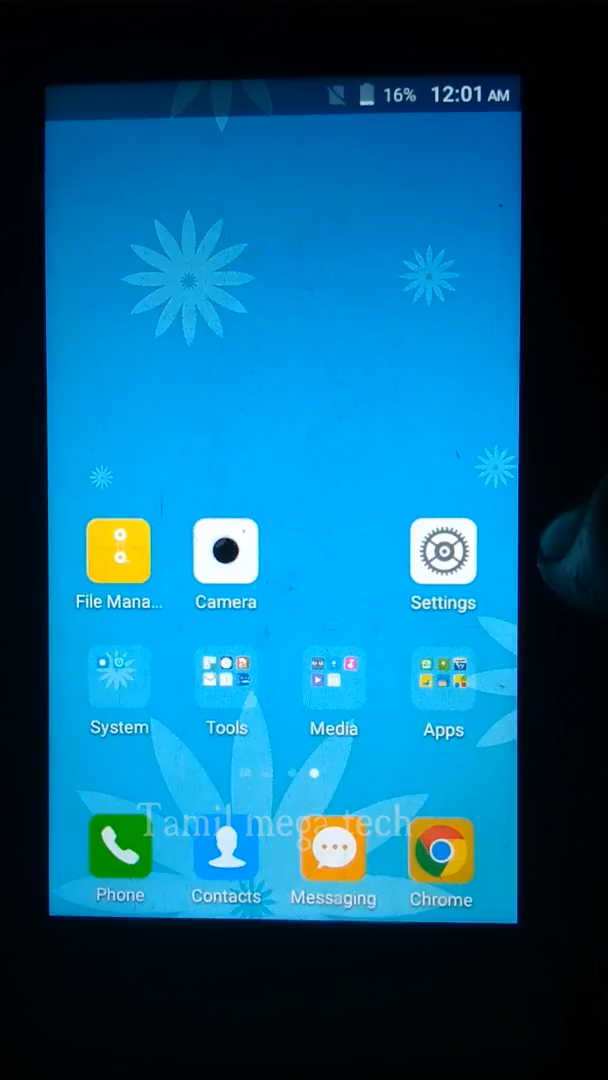 16% 12:01 AM
File Mana... Camera Settings
System Tools Media Apps
Tamil mega tech
Phone Contacts Messaging Chrome